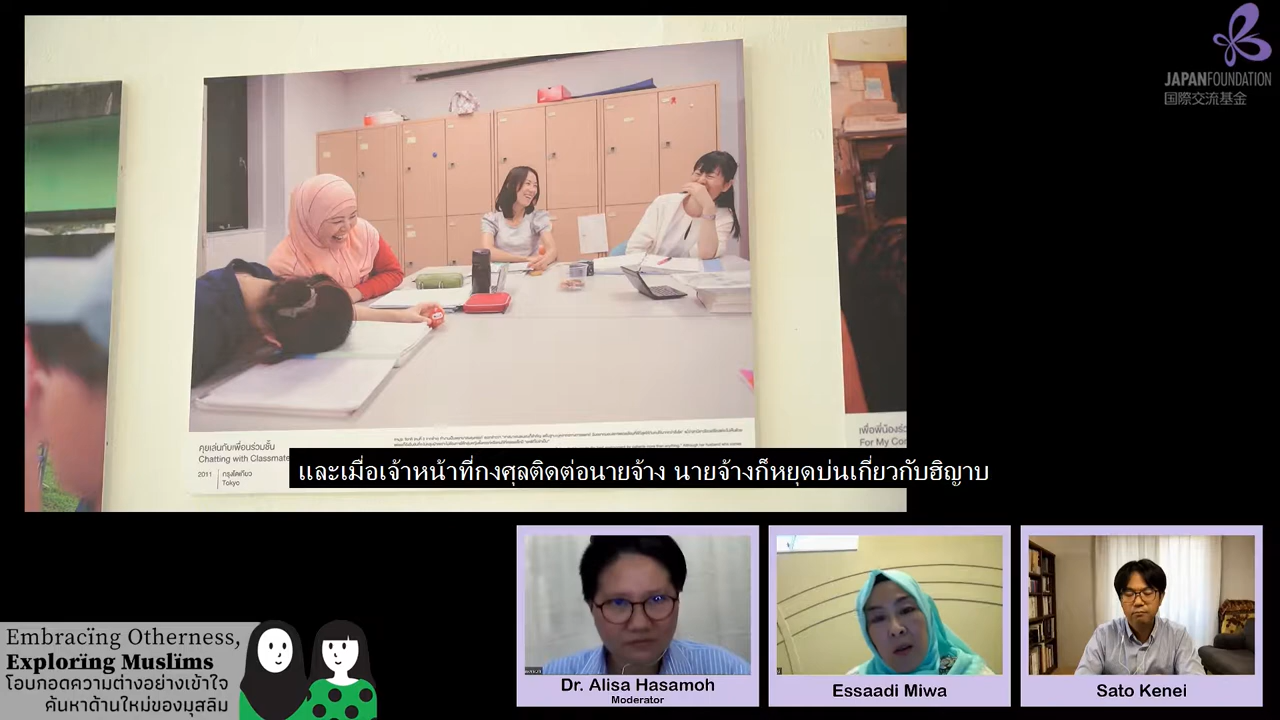 JAPANFOUNDATION
国際交流基金
คุยเล่นกับเพื่อนร่วมชั้น
Chatting with Classmate
2011
กรุงโตเกียว
Tokyo
เพื่อพี่น้อง
For My Co
และเมื่อเจ้าหน้าที่กงศุลติดต่อนายจ้าง นายจ้างก็หยุดบ่นเกี่ยวกับฮิญาบ
Embracing Otherness,
Exploring Muslims
โอบกอดความต่างอย่างเข้าใจ
ค้นหาด้านใหม่ของมุสลิม
Dr. Alisa Hasamoh
Moderator
Essaadi Miwa
Sato Kenei